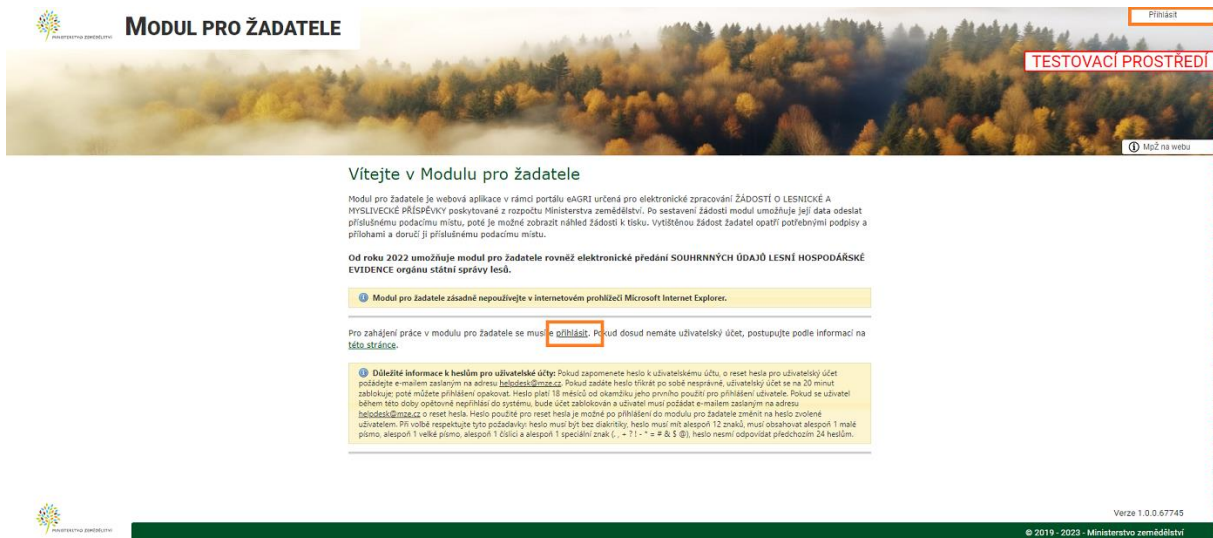 MINISTERSTVO ZEMĚDĚLSTVÍ
MODUL PRO ŽADATELE
Přihlásit
TESTOVACÍ PROSTŘEDÍ
MpŽ na webu
Vítejte v Modulu pro žadatele
Modul pro žadatele je webová aplikace v rámci portálu eAGRI určená pro elektronické zpracování ŽÁDOSTÍ O LESNICKÉ A
MYSLIVECKÉ PŘÍSPĚVKY poskytované z rozpočtu Ministerstva zemědělství. Po sestavení žádosti modul umožňuje její data odeslat
příslušnému podacímu místu, poté je možné zobrazit náhled žádosti k tisku. Vytištěnou žádost žadatel opatří potřebnými podpisy a
přílohami a doručí ji příslušnému podacímu místu.
Od roku 2022 umožňuje modul pro žadatele rovněž elektronické předání SOUHRNNÝCH ÚDAJŮ LESNÍ HOSPODÁŘSKÉ
EVIDENCE orgánu státní správy lesů.
Modul pro žadatele zásadně nepoužívejte v internetovém prohlížeči Microsoft Internet Explorer.
Pro zahájení práce v modulu pro žadatele se musíte přihlásit. Pokud dosud nemáte uživatelský účet, postupujte podle informací na
této stránce.
Důležité informace k heslům pro uživatelské účty: Pokud zapomenete heslo k uživatelskému účtu, o reset hesla pro uživatelský účet
požádejte e-mailem zaslaným na adresu helpdesk@mze.cz. Pokud zadáte heslo třikrát po sobě nesprávně, uživatelský účet se na 20 minut
zablokuje; poté můžete přihlášení opakovat. Heslo platí 18 měsíců od okamžiku jeho prvního použití pro přihlášení uživatele. Pokud se uživatel
během této doby opětovně nepřihlásí do systému, bude účet zablokován a uživatel musí požádat e-mailem zaslaným na adresu
helpdesk@mze.cz o reset hesla. Heslo použité pro reset hesla je možné po přihlášení do modulu pro žadatele změnit na heslo zvolené
uživatelem. Při volbě respektujte tyto požadavky: heslo musí být bez diakritiky, heslo musí mít alespoň 12 znaků, musí obsahovat alespoň 1 malé
písmo, alespoň 1 velké písmo, alespoň 1 číslici a alespoň 1 speciální znak (. , + ? ! - * = # & $ @), heslo nesmí odpovídat předchozím 24 heslům.
Verze 1.0.0.67745
MINISTERSTVO ZEMĚDĚLSTVÍ
© 2019 - 2023 - Ministerstvo zemědělství